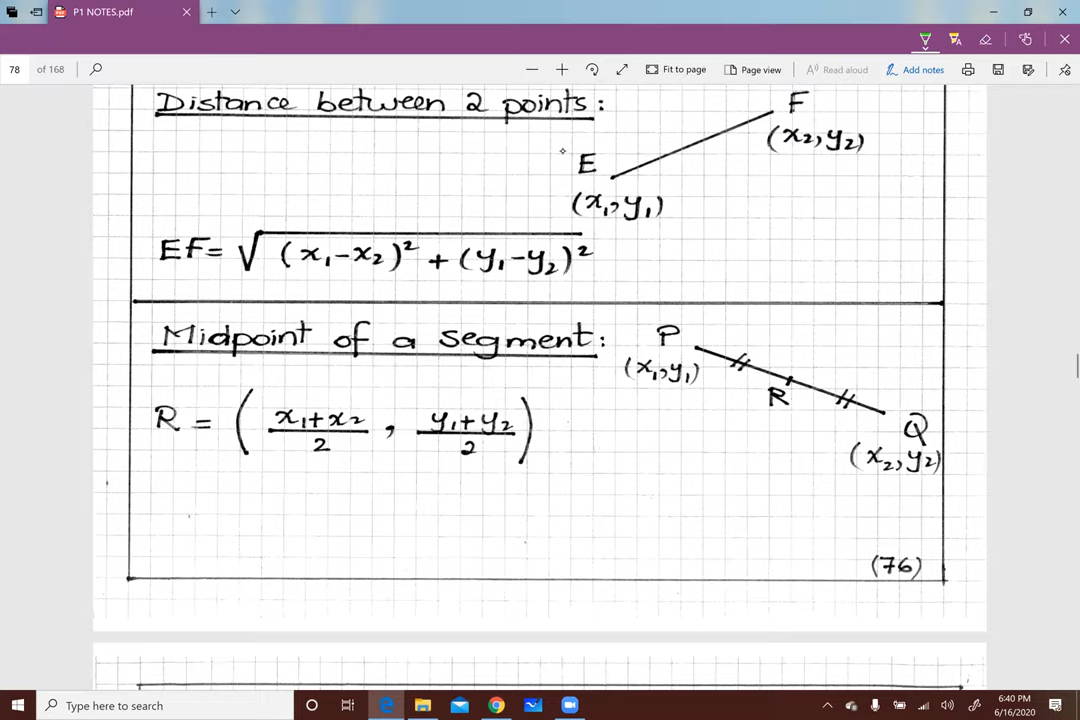 P1 NOTES.pdf
78 of 168
Fit to page
Page view
Read aloud
Add notes
Distance between 2 points:
F
(x₂, y₂)
E
(x₁, y₁)
EF = √(x₁-x₂)² + (y₁-y₂)²
Midpoint of a segment:
P
(x₁, y₁)
R
Q
(x₂, y₂)
R = ( x₁+x₂/2 , y₁+y₂/2 )
(76)
Type here to search
6:40 PM
6/16/2020